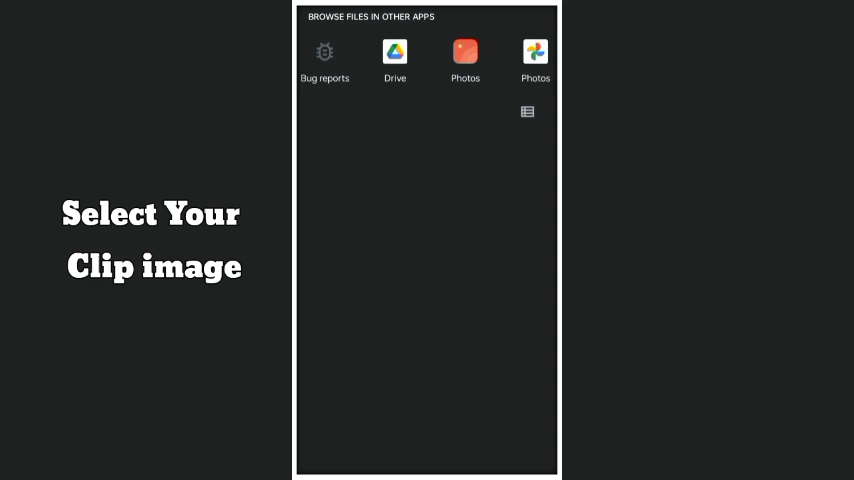 BROWSE FILES IN OTHER APPS
Bug reports
Drive
Photos
Photos
Select Your
Clip image